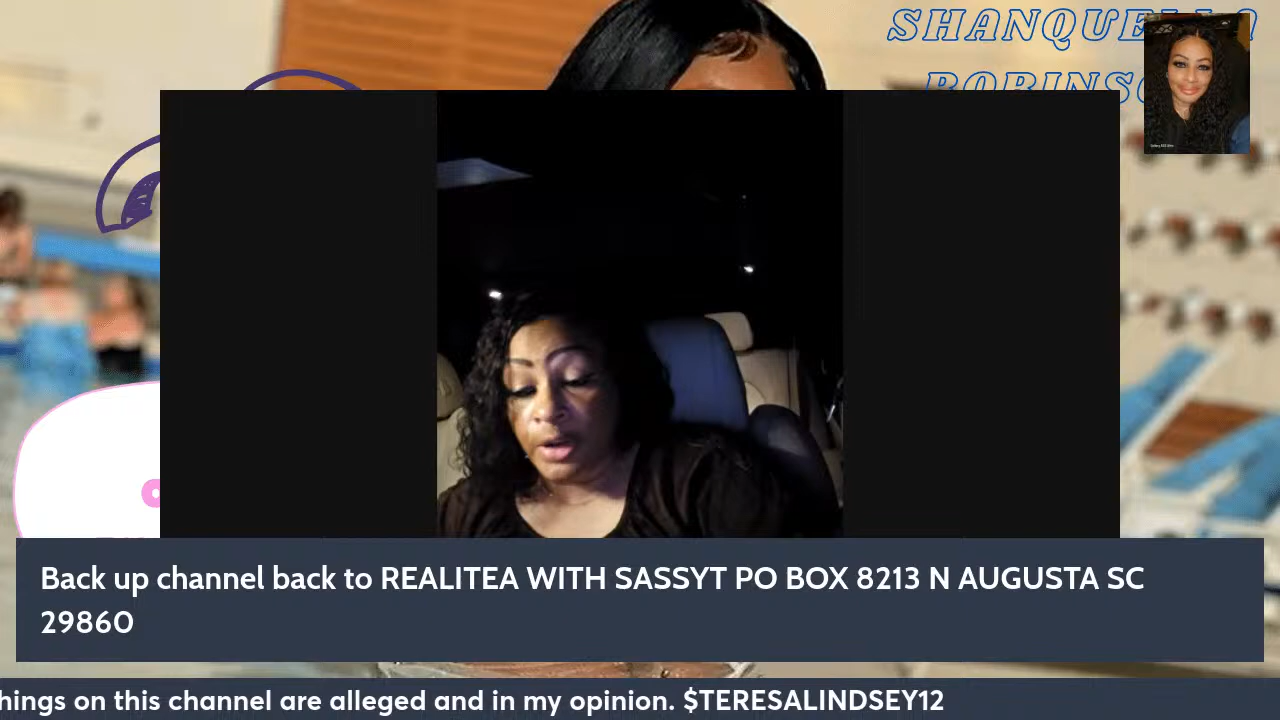 SHANQUELLA
ROBINSON
Back up channel back to REALITEA WITH SASSYT PO BOX 8213 N AUGUSTA SC
29860
hings on this channel are alleged and in my opinion. $TERESALINDSEY12